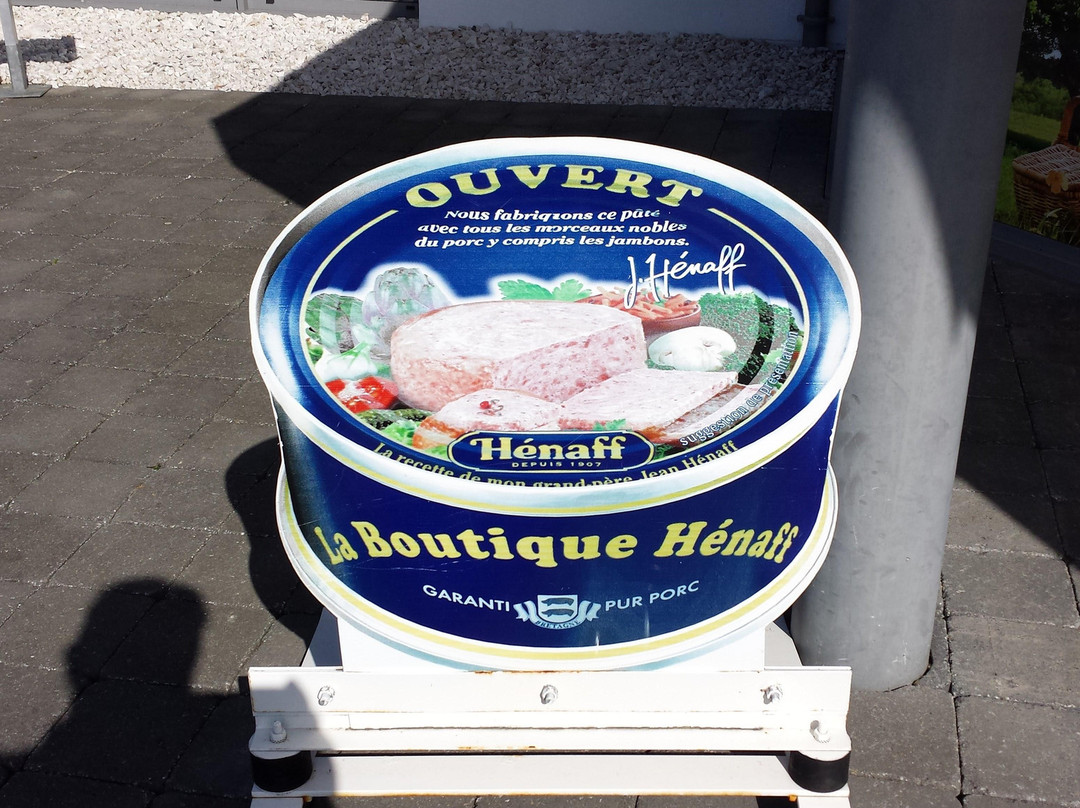 OUVERT
Nous fabriquons ce pâté
avec tous les morceaux nobles
du porc y compris les jambons.
J. Hénaff
suggestion de présentation
Hénaff
DEPUIS 1907
La recette de mon grand-père Jean Hénaff
La Boutique Hénaff
GARANTI PUR PORC
BRETAGNE